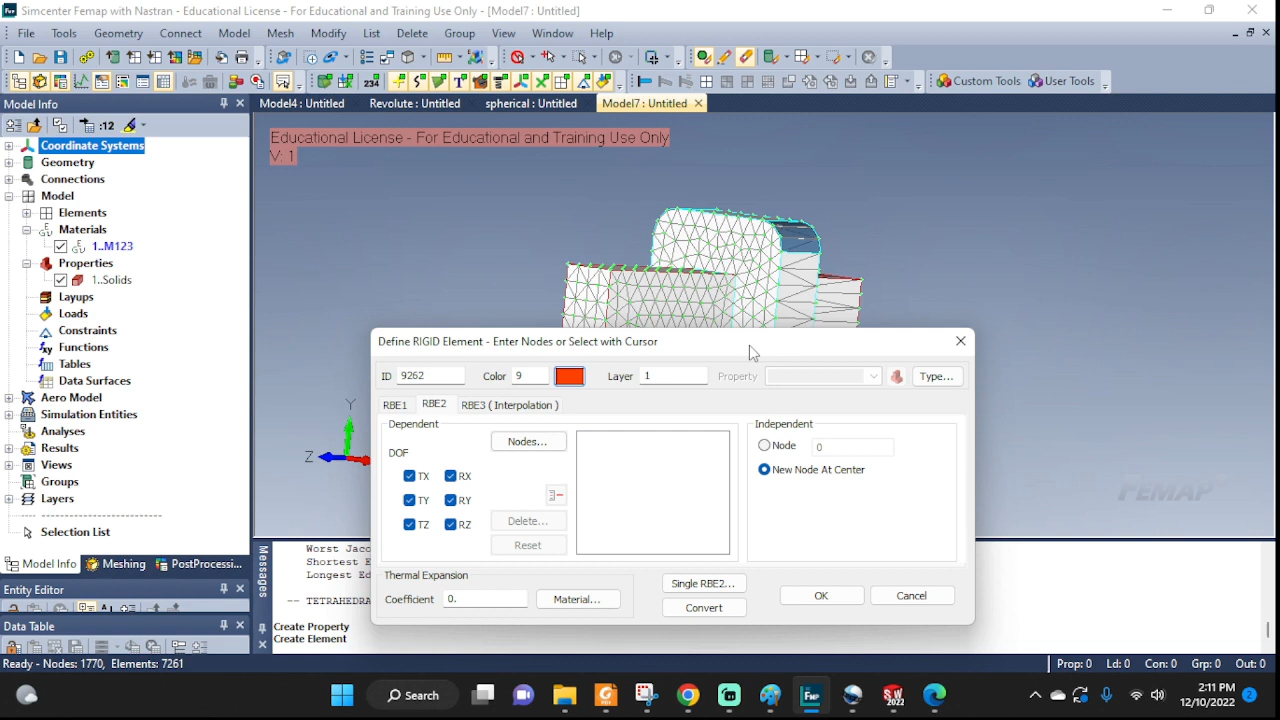 Simcenter Femap with Nastran - Educational License - For Educational and Training Use Only - [Model7 : Untitled]
File Tools Geometry Connect Model Mesh Modify List Delete Group View Window Help
234 T Custom Tools User Tools
Model Info
Model4 : Untitled Revolute : Untitled spherical : Untitled Model7 : Untitled
:12
Coordinate Systems
Geometry
Connections
Model
Elements
Materials
1..M123
Properties
1..Solids
Layups
Loads
Constraints
Functions
Tables
Data Surfaces
Aero Model
Simulation Entities
Analyses
Results
Views
Groups
Layers
Selection List
Model Info Meshing PostProcessi...
Entity Editor
Data Table
Educational License - For Educational and Training Use Only
V: 1
Y
Z
FEMAP
Define RIGID Element - Enter Nodes or Select with Cursor
ID 9262 Color 9 Layer 1 Property Type...
RBE1 RBE2 RBE3 ( Interpolation )
Dependent
DOF
TX RX
TY RY
TZ RZ
Nodes...
Delete...
Reset
Independent
Node 0
New Node At Center
Thermal Expansion
Coefficient 0. Material...
Single RBE2...
Convert
OK Cancel
Messages
Worst Jaco
Shortest E
Longest Ed
-- TETRAHEDRA
Create Property
Create Element
Ready - Nodes: 1770, Elements: 7261 Prop: 0 Ld: 0 Con: 0 Grp: 0 Out: 0
Search
2:11 PM
12/10/2022
2